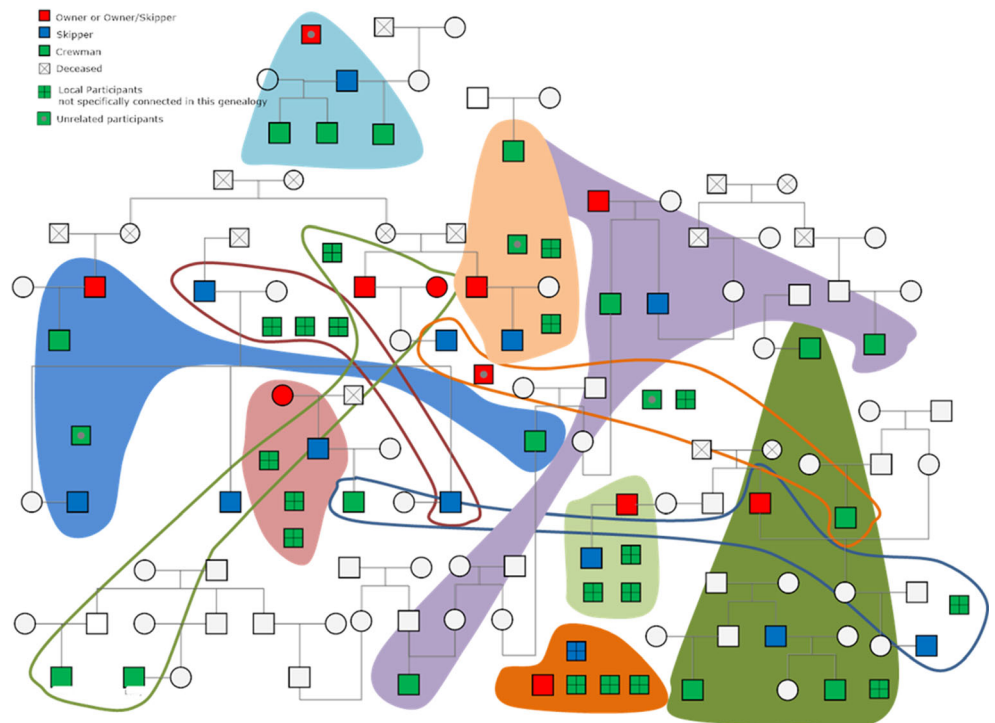 Owner or Owner/Skipper
Skipper
Crewman
Deceased
Local Participants
not specifically connected in this genealogy
Unrelated participants